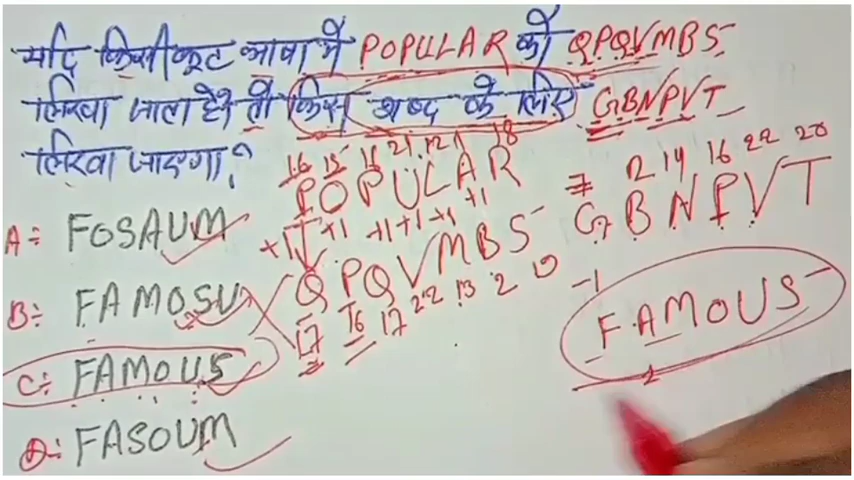 यदि किसी कूट भाषा में POPULAR को QPQVMBS
लिखा जाता है तो किस शब्द के लिए GBNPVT
लिखा जाएगा?
16 15 16 21 12 1 18
POPULAR
+1 +1 +1 +1 +1 +1
QPQVMBS
17 16 17 22 13 2 19
7 2 14 16 22 20
GBNPVT
-1
FAMOUS
A÷ FOSAUM
B÷ FAMOSU
C÷ FAMOUS
D÷ FASOUM